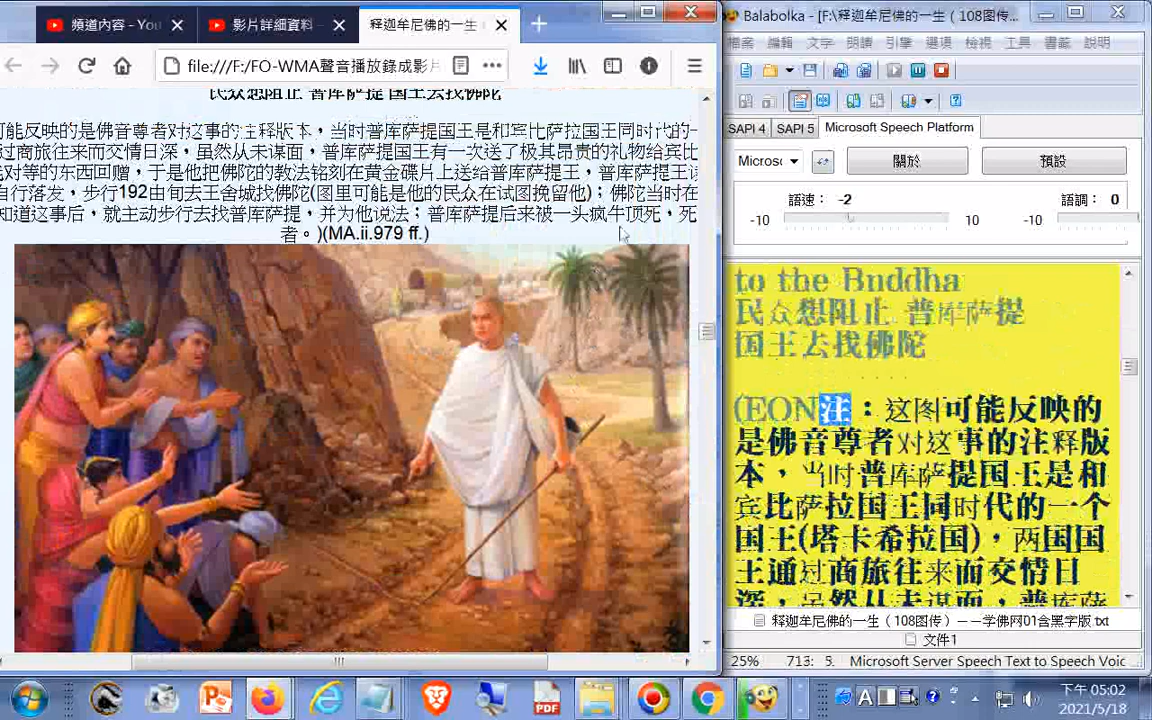 頻道內容 - You
影片詳細資料 -
释迦牟尼佛的一生
file:///F:/FO-WMA聲音播放錄成影片
民众想阻止 普库萨提 国王去找佛陀
可能反映的是佛音尊者对这事的注释版本，当时普库萨提国王是和宾比萨拉国王同时代的一
过商旅往来而交情日深，虽然从未谋面，普库萨提国王有一次送了极其昂贵的礼物给宾比
对等的东西回赠，于是他把佛陀的教法铭刻在黄金碟片上送给普库萨提王，普库萨提王
自行落发，步行192由旬去王舍城找佛陀(图里可能是他的民众在试图挽留他)；佛陀当时在
知道这事后，就主动步行去找普库萨提，并为他说法；普库萨提后来被一头疯牛顶死，死
者。)(MA.ii.979 ff.)
Balabolka - [F:\释迦牟尼佛的一生（108图传...
檔案 編輯 文字 朗讀 引擎 選項 檢視 工具 書籤 說明
SAPI 4 SAPI 5 Microsoft Speech Platform
Microsc 關於 預設
語速： -2 語調： 0
-10 10 -10
to the Buddha
民众想阻止 普库萨提
国王去找佛陀
(EON注：这图可能反映的
是佛音尊者对这事的注释版
本，当时普库萨提国王是和
宾比萨拉国王同时代的一个
国王(塔卡希拉国)，两国国
王通过商旅往来而交情日
深，虽然从未谋面，普库萨
释迦牟尼佛的一生（108图传）——学佛网01含黑字版.txt
文件1
25% 713: 5. Microsoft Server Speech Text to Speech Voic
PDF
下午 05:02
2021/5/18